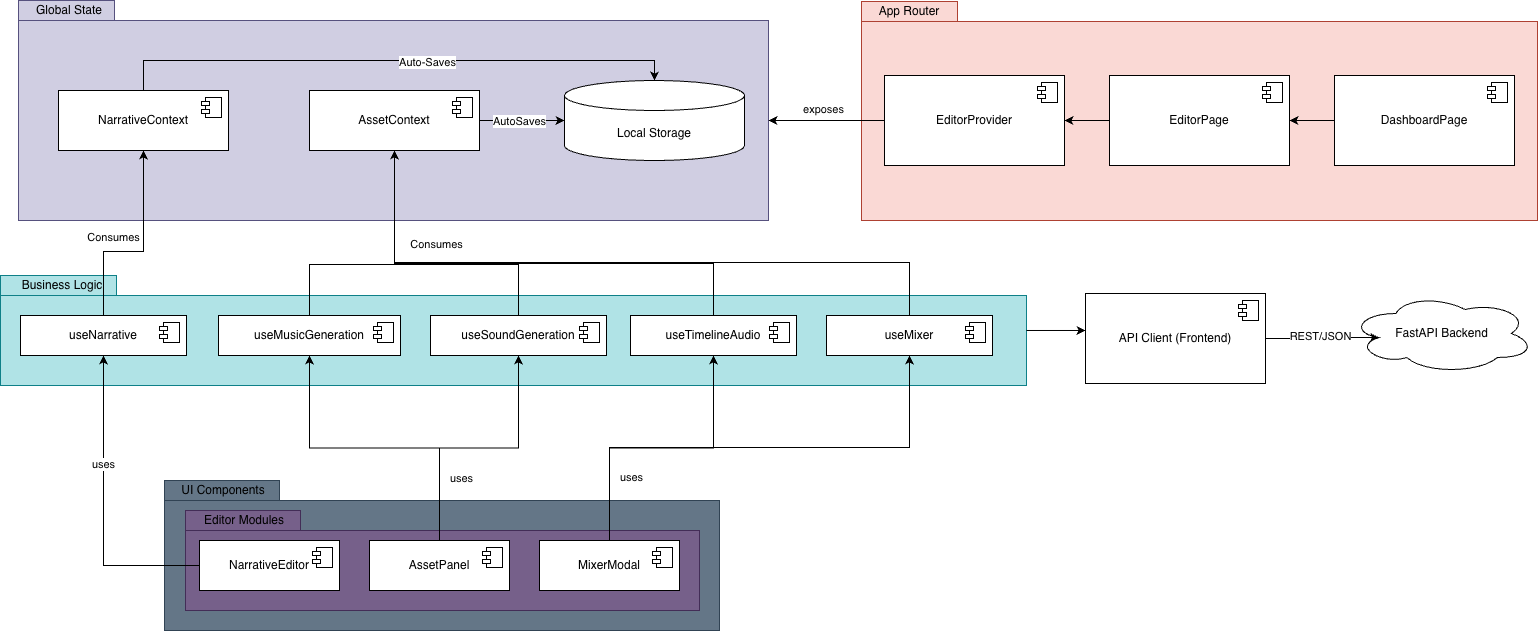 Global State
App Router
Auto-Saves
NarrativeContext
AssetContext
AutoSaves
Local Storage
exposes
EditorProvider
EditorPage
DashboardPage
Consumes
Consumes
Business Logic
useNarrative
useMusicGeneration
useSoundGeneration
useTimelineAudio
useMixer
API Client (Frontend)
REST/JSON
FastAPI Backend
uses
uses
uses
UI Components
Editor Modules
NarrativeEditor
AssetPanel
MixerModal